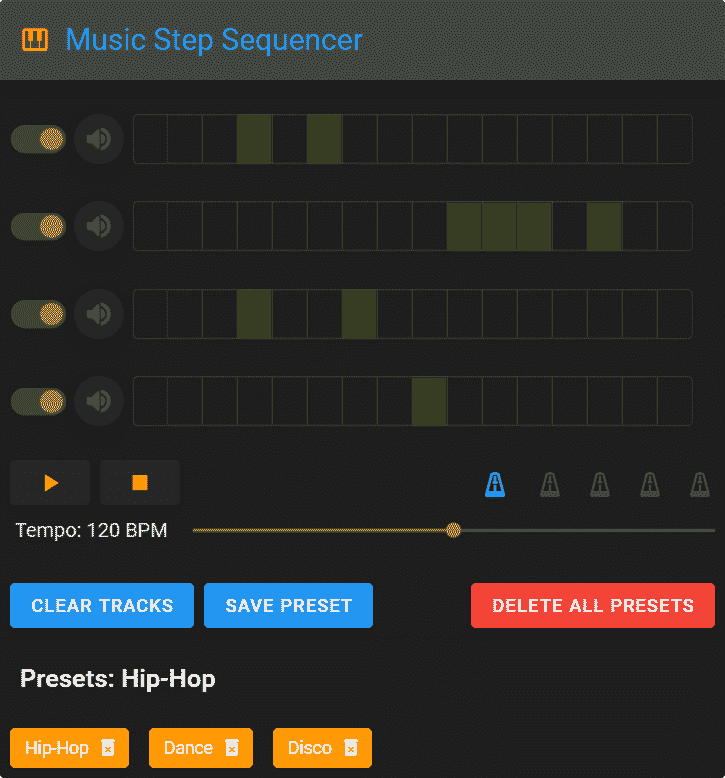 Music Step Sequencer
Tempo: 120 BPM
CLEAR TRACKS SAVE PRESET DELETE ALL PRESETS
Presets: Hip-Hop
Hip-Hop Dance Disco